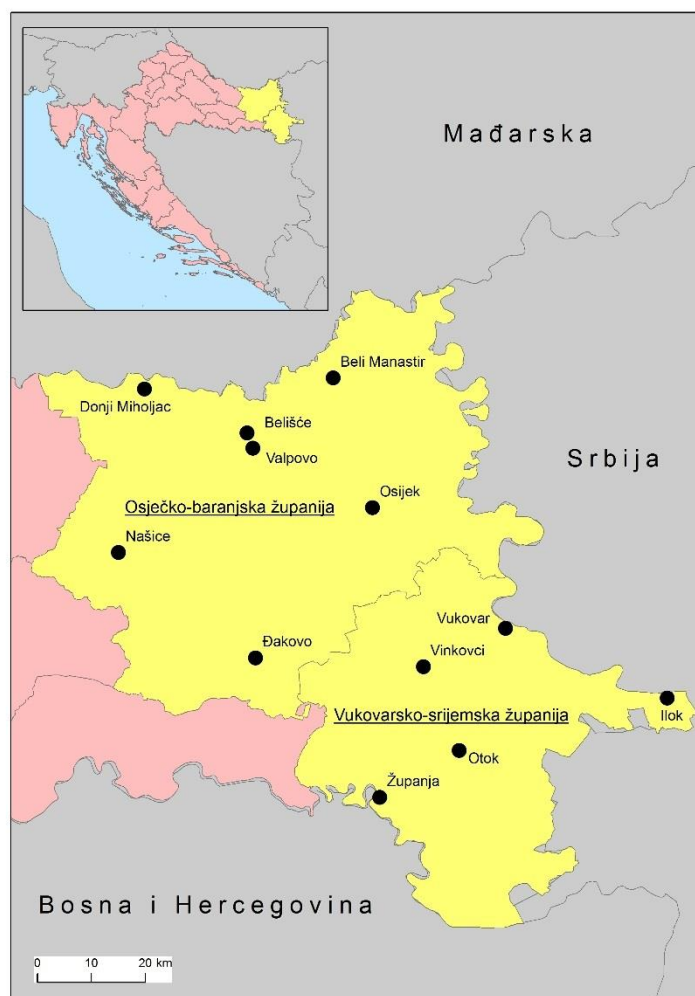 Mađarska
Beli Manastir
Donji Miholjac
Belišće
Valpovo
Srbija
Osijek
Osječko-baranjska županija
Našice
Vukovar
Đakovo
Vinkovci
Ilok
Vukovarsko-srijemska županija
Otok
Županja
Bosna i Hercegovina
0 10 20 km